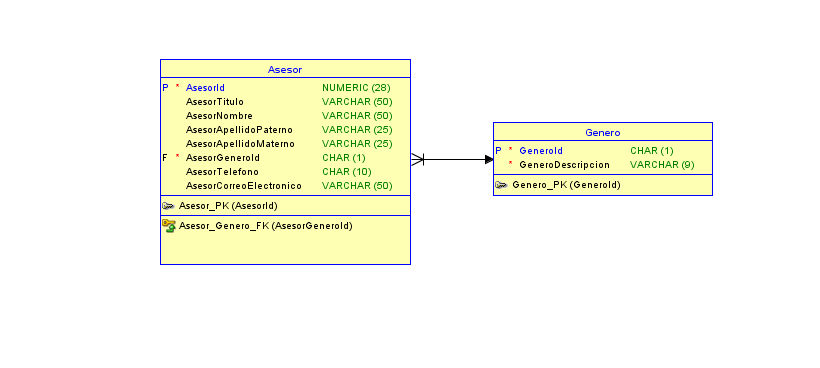 Asesor
P * AsesorId NUMERIC (28)
AsesorTitulo VARCHAR (50)
AsesorNombre VARCHAR (50)
AsesorApellidoPaterno VARCHAR (25)
AsesorApellidoMaterno VARCHAR (25)
F * AsesorGeneroId CHAR (1)
AsesorTelefono CHAR (10)
AsesorCorreoElectronico VARCHAR (50)
Asesor_PK (AsesorId)
Asesor_Genero_FK (AsesorGeneroId)
Genero
P * GeneroId CHAR (1)
* GeneroDescripcion VARCHAR (9)
Genero_PK (GeneroId)